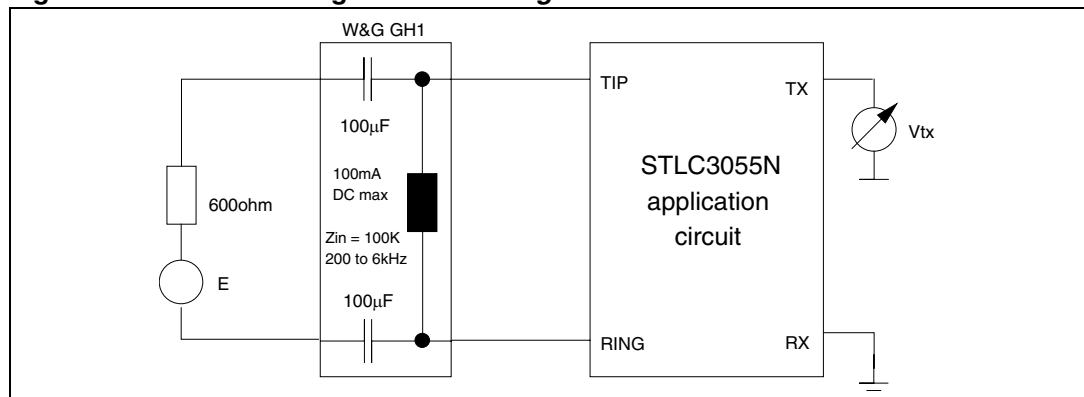 W&G GH1
100μF
100mA
DC max
Zin = 100K
200 to 6kHz
100μF
600ohm
E
TIP
RING
STLC3055N
application
circuit
TX
RX
Vtx